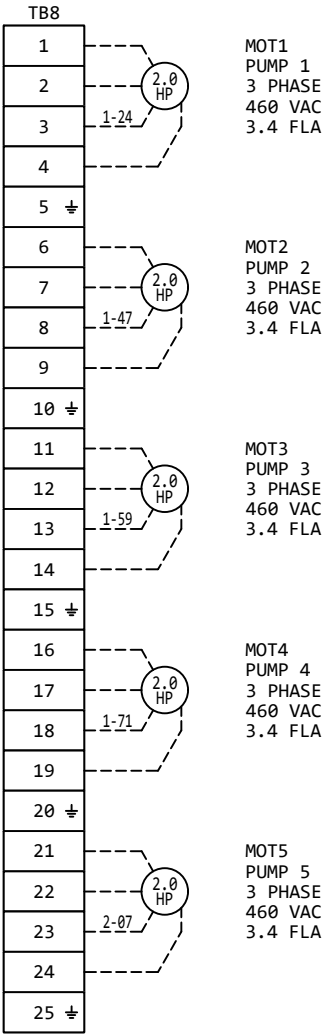 TB8
1
2
3
4
5
6
7
8
9
10
11
12
13
14
15
16
17
18
19
20
21
22
23
24
25
2.0
HP
1-24
MOT1
PUMP 1
3 PHASE
460 VAC
3.4 FLA
2.0
HP
1-47
MOT2
PUMP 2
3 PHASE
460 VAC
3.4 FLA
2.0
HP
1-59
MOT3
PUMP 3
3 PHASE
460 VAC
3.4 FLA
2.0
HP
1-71
MOT4
PUMP 4
3 PHASE
460 VAC
3.4 FLA
2.0
HP
2-07
MOT5
PUMP 5
3 PHASE
460 VAC
3.4 FLA